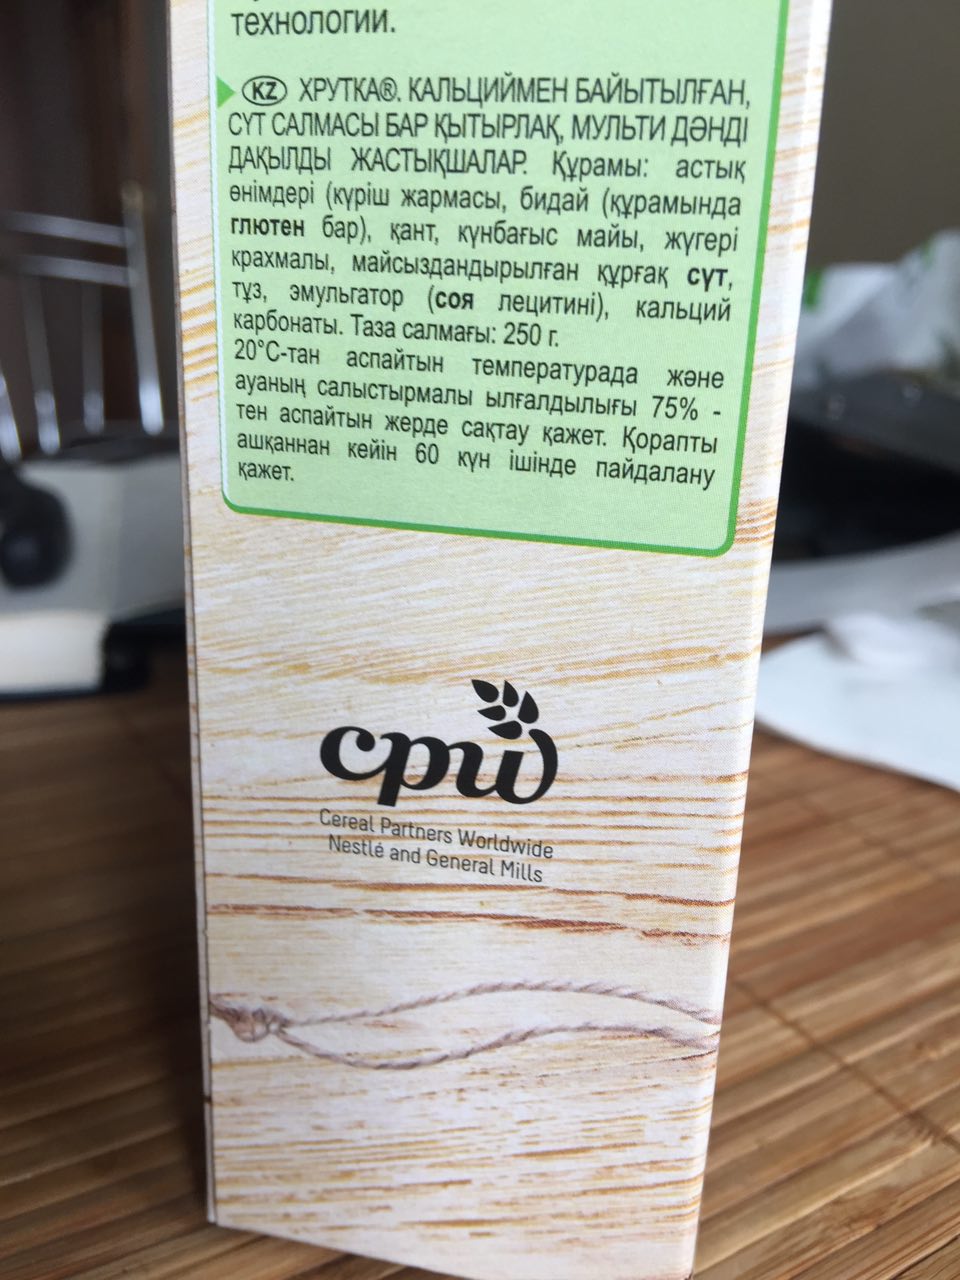 технологии.
KZ ХРУТКА®. КАЛЬЦИЙМЕН БАЙЫТЫЛҒАН,
СҮТ САЛМАСЫ БАР ҚЫТЫРЛАҚ, МУЛЬТИ ДӘНДІ
ДАҚЫЛДЫ ЖАСТЫҚШАЛАР. Құрамы: астық
өнімдері (күріш жармасы, бидай (құрамында
глютен бар), қант, күнбағыс майы, жүгері
крахмалы, майсыздандырылған құрғақ сүт,
тұз, эмульгатор (соя лецитині), кальций
карбонаты. Таза салмағы: 250 г.
20°С-тан аспайтын температурада және
ауаның салыстырмалы ылғалдылығы 75% -
тен аспайтын жерде сақтау қажет. Қорапты
ашқаннан кейін 60 күн ішінде пайдалану
қажет.
cpw
Cereal Partners Worldwide
Nestlé and General Mills